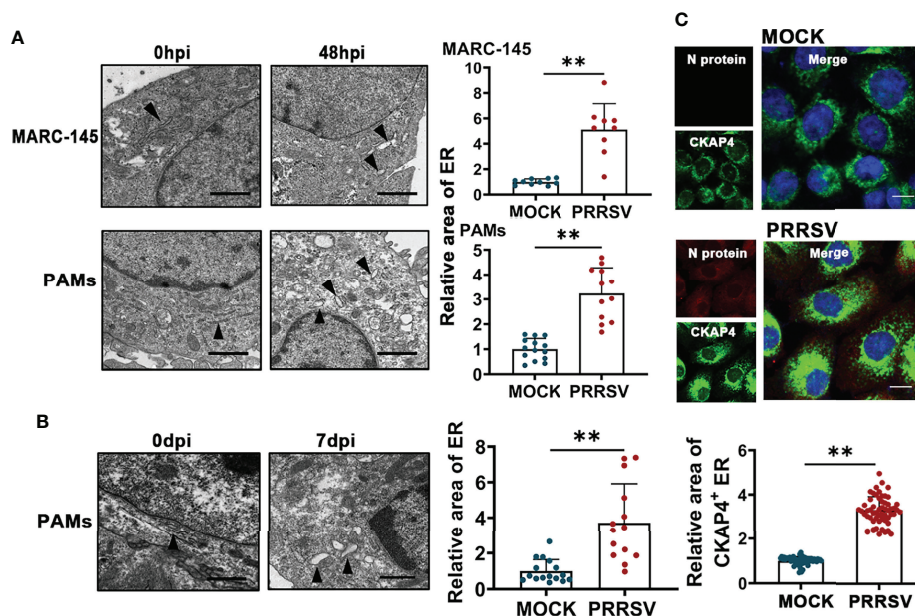 A
0hpi
48hpi
MARC-145
PAMs
MARC-145
Relative area of ER
10
8
6
4
2
0
**
MOCK
PRRSV
PAMs
5
4
3
2
1
0
**
MOCK
PRRSV
B
0dpi
7dpi
PAMs
Relative area of ER
8
6
4
2
0
**
MOCK
PRRSV
C
MOCK
N protein
Merge
CKAP4
PRRSV
N protein
Merge
CKAP4
Relative area of
CKAP4+ ER
6
4
2
0
**
MOCK
PRRSV